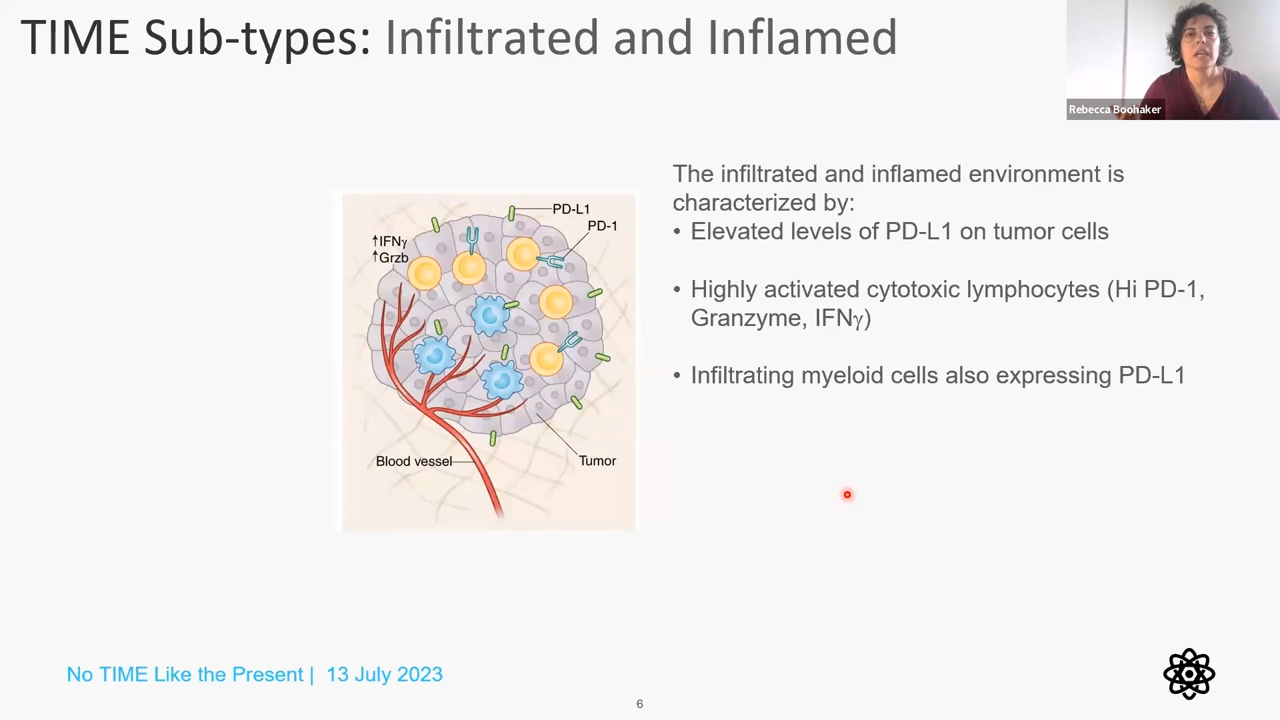 TIME Sub-types: Infiltrated and Inflamed
Rebecca Boohaker
The infiltrated and inflamed environment is
characterized by:
• Elevated levels of PD-L1 on tumor cells
• Highly activated cytotoxic lymphocytes (Hi PD-1,
Granzyme, IFNγ)
• Infiltrating myeloid cells also expressing PD-L1
PD-L1
PD-1
↑IFNγ
↑Grzb
Blood vessel
Tumor
No TIME Like the Present | 13 July 2023
6